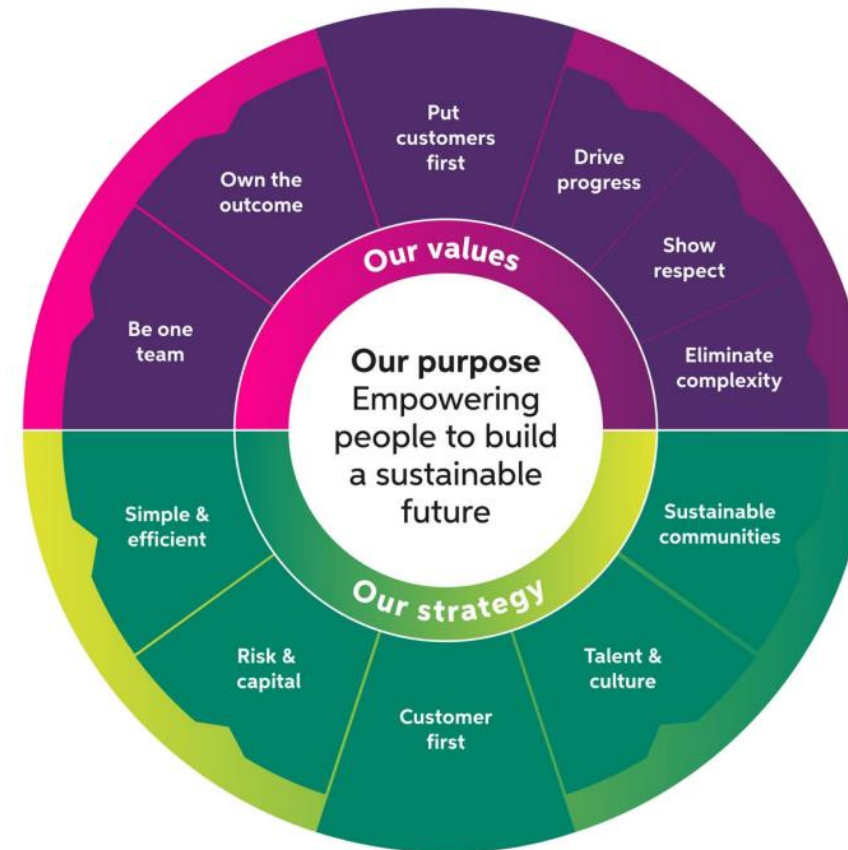 Put
customers
first
Own the
outcome
Drive
progress
Be one
team
Show
respect
Eliminate
complexity
Our values
Our purpose
Empowering
people to build
a sustainable
future
Our strategy
Simple &
efficient
Risk &
capital
Customer
first
Talent &
culture
Sustainable
communities